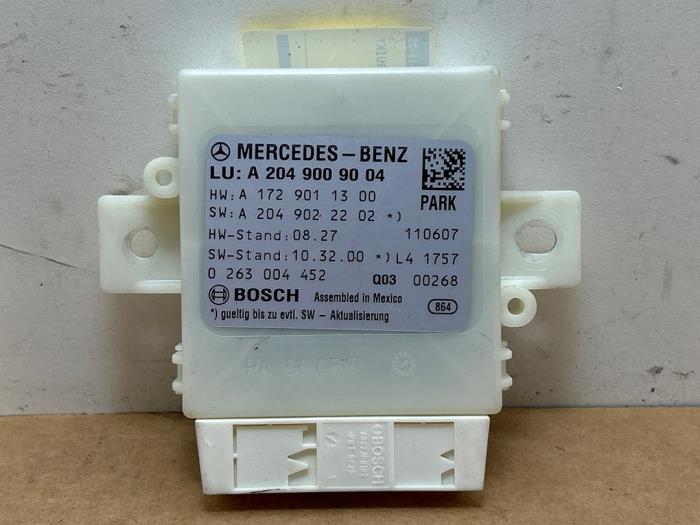 MERCEDES-BENZ
LU: A 204 900 90 04
HW: A 172 901 13 00
PARK
SW: A 204 902 22 02 *)
HW-Stand: 08.27 110607
SW-Stand: 10.32.00 *) L4 1757
0 263 004 452 Q03 00268
BOSCH Assembled in Mexico 864
*) gueltig bis zu evtl. SW - Aktualisierung
BOSCH